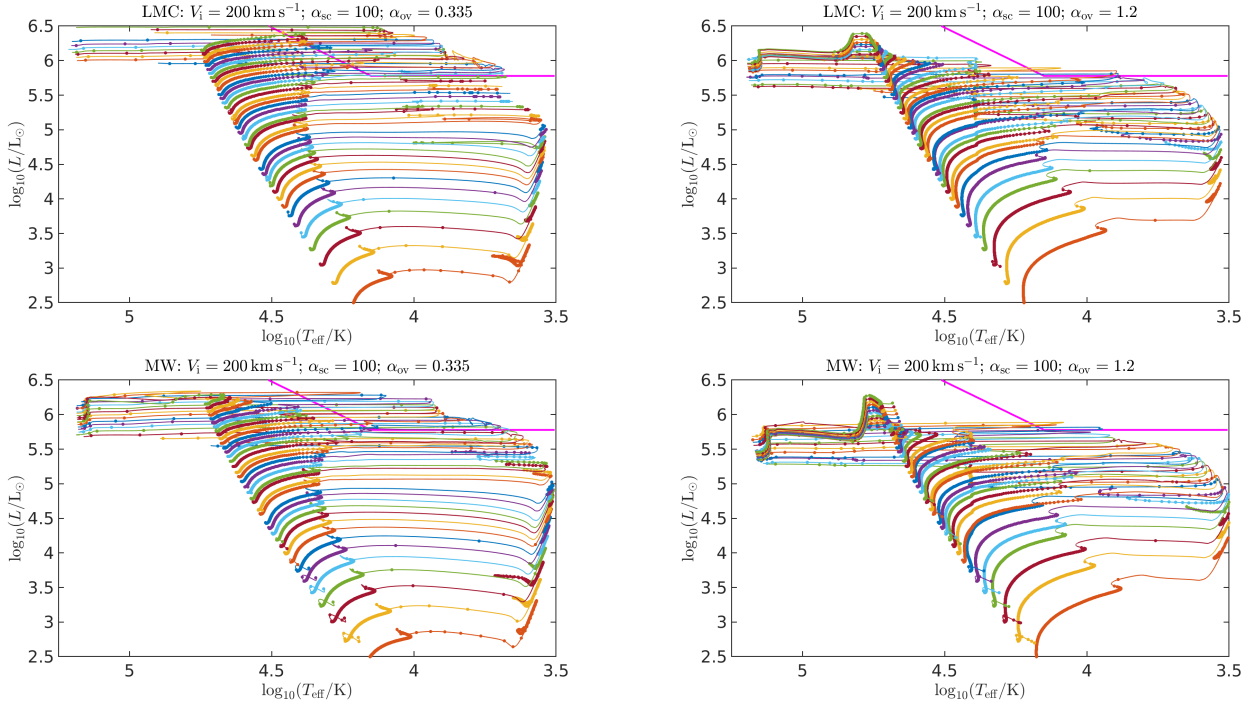 LMC: V_i = 200 km s⁻¹; α_sc = 100; α_ov = 0.335
6.5
6
5.5
5
4.5
4
3.5
3
2.5
log₁₀(L/L☉)
5 4.5 4 3.5
log₁₀(T_eff/K)
LMC: V_i = 200 km s⁻¹; α_sc = 100; α_ov = 1.2
6.5
6
5.5
5
4.5
4
3.5
3
2.5
log₁₀(L/L☉)
5 4.5 4 3.5
log₁₀(T_eff/K)
MW: V_i = 200 km s⁻¹; α_sc = 100; α_ov = 0.335
6.5
6
5.5
5
4.5
4
3.5
3
2.5
log₁₀(L/L☉)
5 4.5 4 3.5
log₁₀(T_eff/K)
MW: V_i = 200 km s⁻¹; α_sc = 100; α_ov = 1.2
6.5
6
5.5
5
4.5
4
3.5
3
2.5
log₁₀(L/L☉)
5 4.5 4 3.5
log₁₀(T_eff/K)